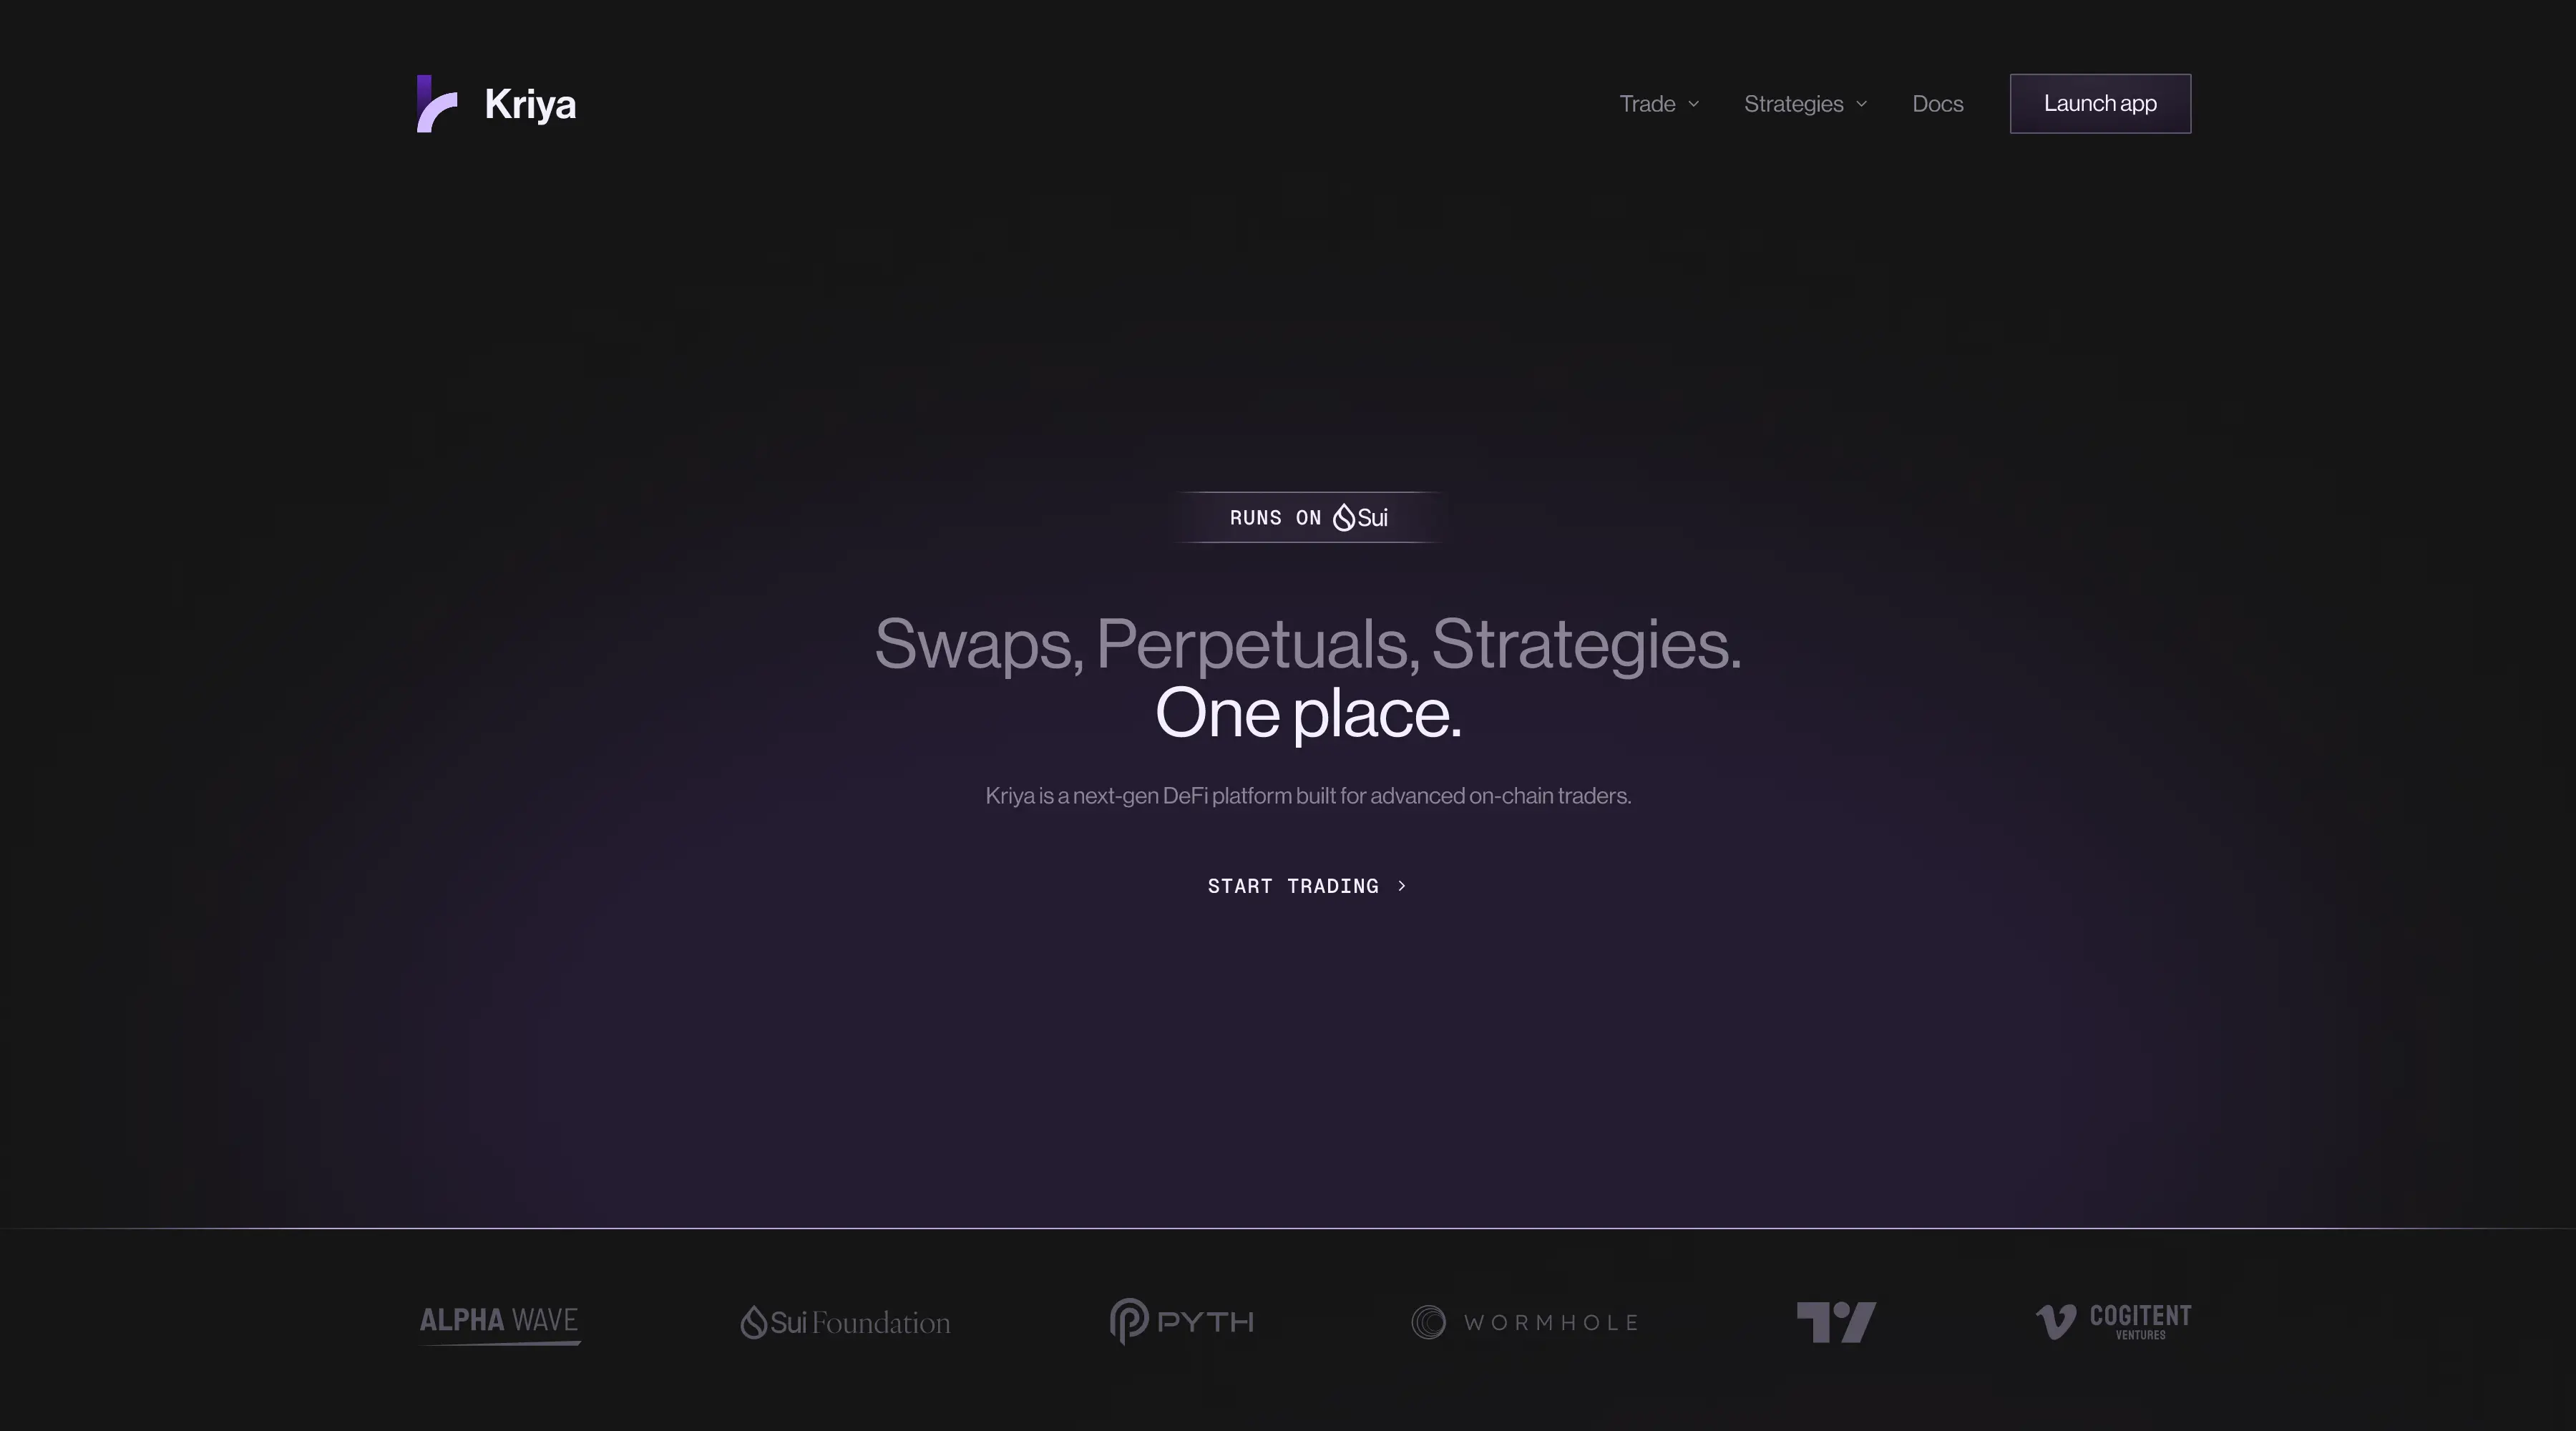 Kriya
Trade
Strategies
Docs
Launch app
RUNS ON Sui
Swaps, Perpetuals, Strategies.
One place.
Kriya is a next-gen DeFi platform built for advanced on-chain traders.
START TRADING
ALPHA WAVE
Sui Foundation
PYTH
WORMHOLE
COGITENT
VENTURES